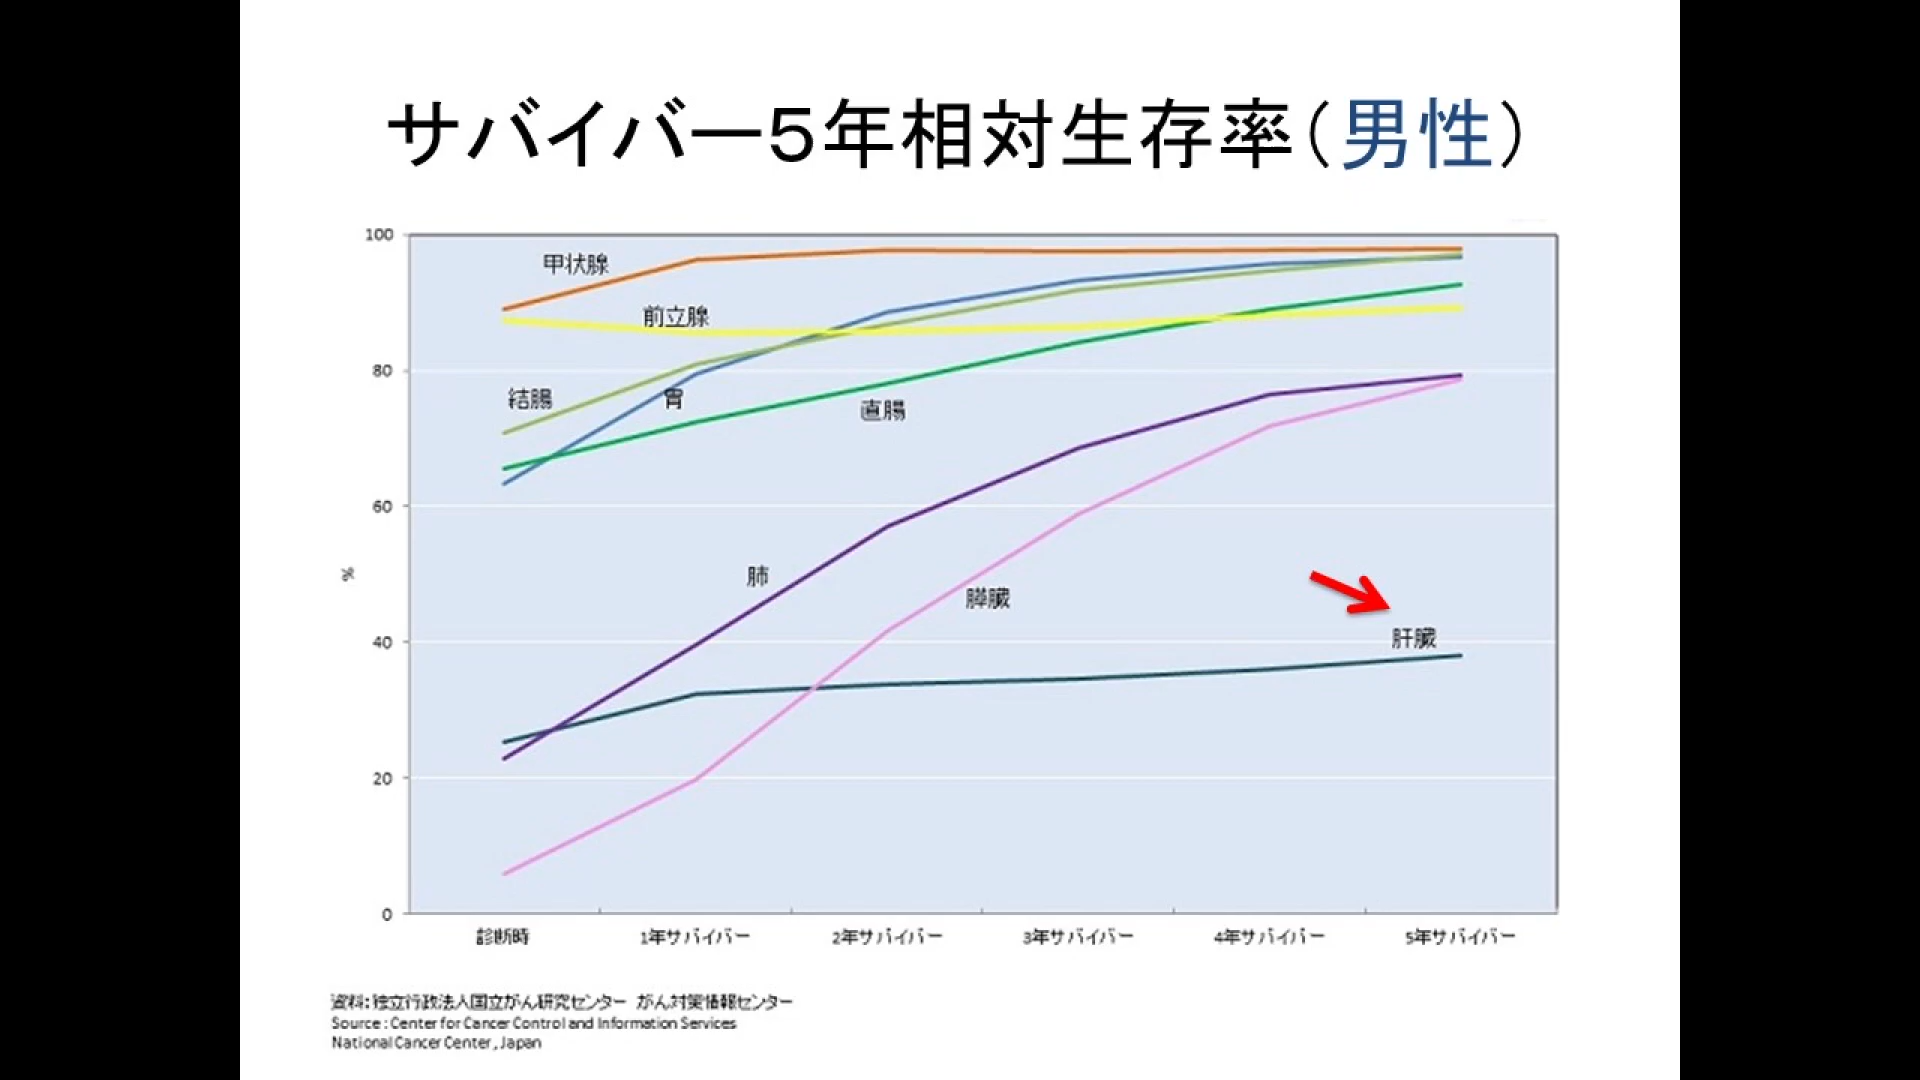 サバイバー５年相対生存率（男性）
100
80
60
40
20
0
%
甲状腺
前立腺
結腸
胃
直腸
肺
膵臓
肝臓
診断時
1年サバイバー
2年サバイバー
3年サバイバー
4年サバイバー
5年サバイバー
資料：独立行政法人国立がん研究センター　がん対策情報センター
Source : Center for Cancer Control and Information Services
National Cancer Center , Japan